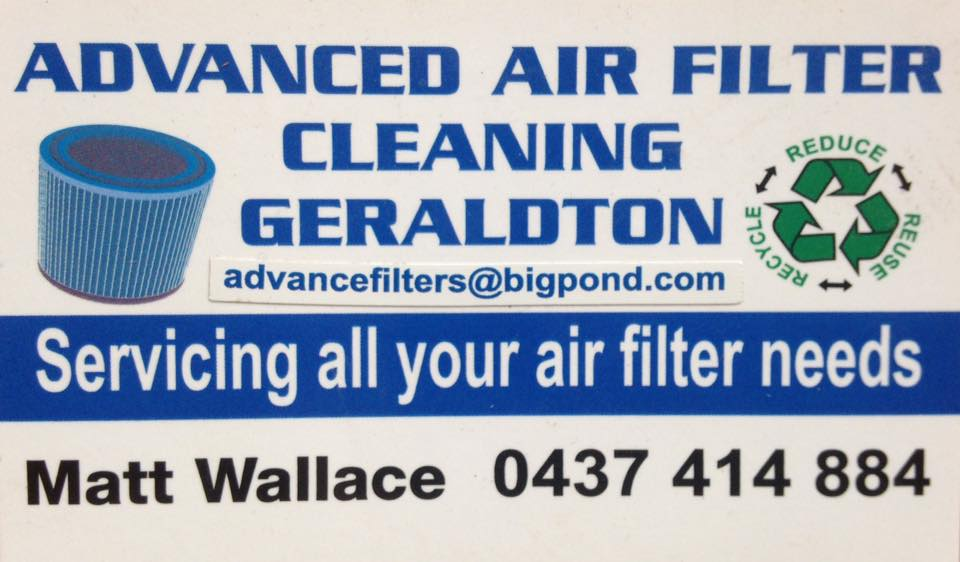 ADVANCED AIR FILTER
CLEANING
GERALDTON
advancefilters@bigpond.com
REDUCE
REUSE
RECYCLE
Servicing all your air filter needs
Matt Wallace 0437 414 884